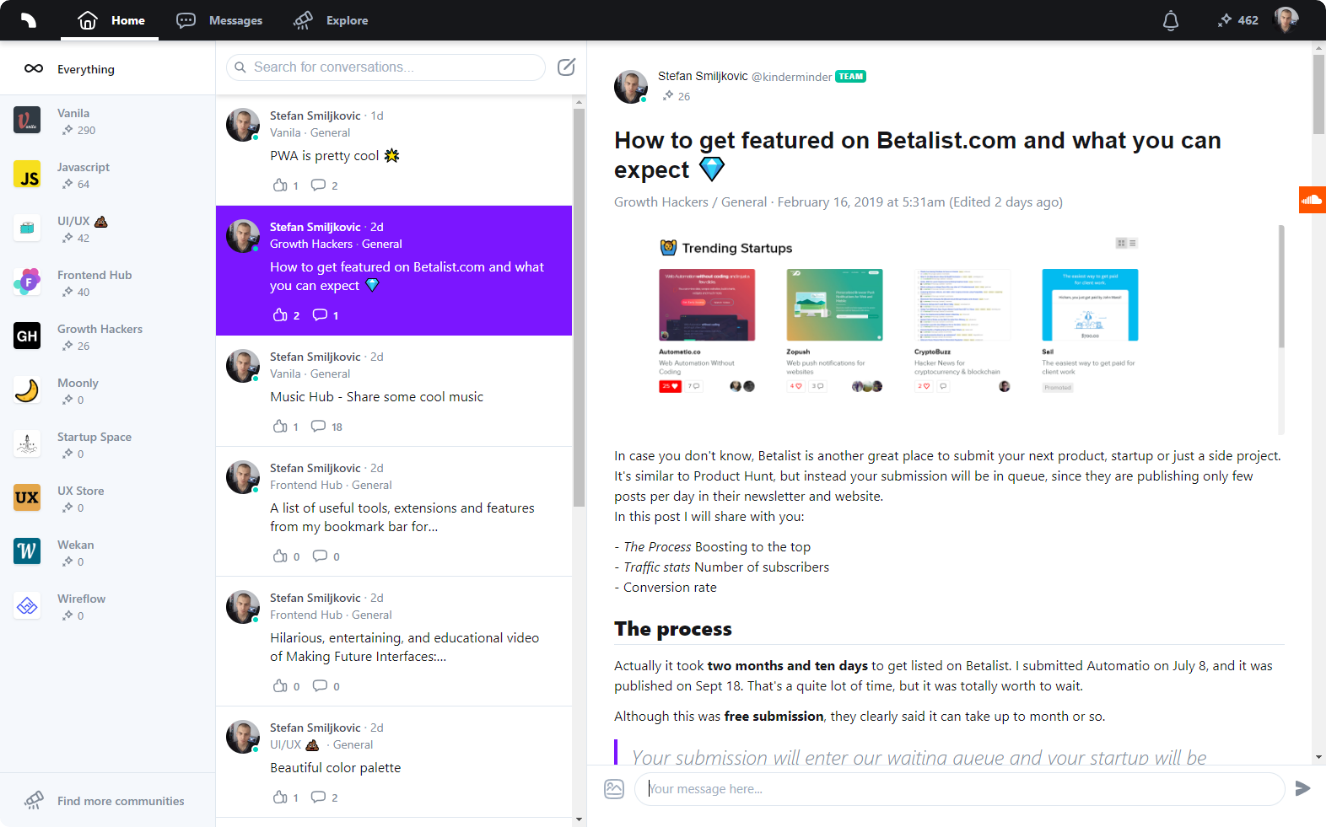 Home
Messages
Explore
462
Everything
Vanila
290
JS
Javascript
64
UI/UX 💩
42
F
Frontend Hub
40
GH
Growth Hackers
26
Moonly
0
Startup Space
0
UX
UX Store
0
W
Wekan
0
Wireflow
0
Find more communities
Search for conversations...
Stefan Smiljkovic · 1d
Vanila · General
PWA is pretty cool 🌟
1 2
Stefan Smiljkovic · 2d
Growth Hackers · General
How to get featured on Betalist.com and what
you can expect 💎
2 1
Stefan Smiljkovic · 2d
Vanila · General
Music Hub - Share some cool music
1 18
Stefan Smiljkovic · 2d
Frontend Hub · General
A list of useful tools, extensions and features
from my bookmark bar for...
0 0
Stefan Smiljkovic · 2d
Frontend Hub · General
Hilarious, entertaining, and educational video
of Making Future Interfaces:...
0 0
Stefan Smiljkovic · 2d
UI/UX 💩 · General
Beautiful color palette
1 2
Stefan Smiljkovic @kinderminder TEAM
26
How to get featured on Betalist.com and what you can
expect 💎
Growth Hackers / General · February 16, 2019 at 5:31am (Edited 2 days ago)
Trending Startups
Automatio.co
Web Automation Without
Coding
25 7
Zopush
Web push notifications for
websites
4 3
CryptoBuzz
Hacker News for
cryptocurrency & blockchain
2
The easiest way to get paid
for client work.
Sail
The easiest way to get paid for
client work
Promoted
In case you don't know, Betalist is another great place to submit your next product, startup or just a side project.
It's similar to Product Hunt, but instead your submission will be in queue, since they are publishing only few
posts per day in their newsletter and website.
In this post I will share with you:
- The Process Boosting to the top
- Traffic stats Number of subscribers
- Conversion rate
The process
Actually it took two months and ten days to get listed on Betalist. I submitted Automatio on July 8, and it was
published on Sept 18. That's a quite lot of time, but it was totally worth to wait.
Although this was free submission, they clearly said it can take up to month or so.
Your submission will enter our waiting queue and your startup will be
Your message here...